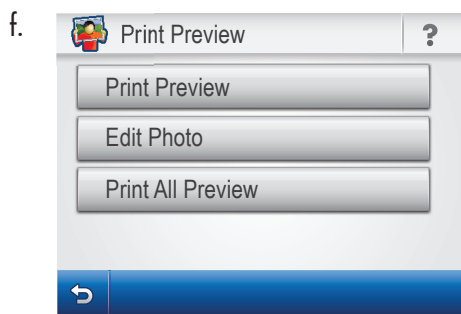 f.
Print Preview ?
Print Preview
Edit Photo
Print All Preview